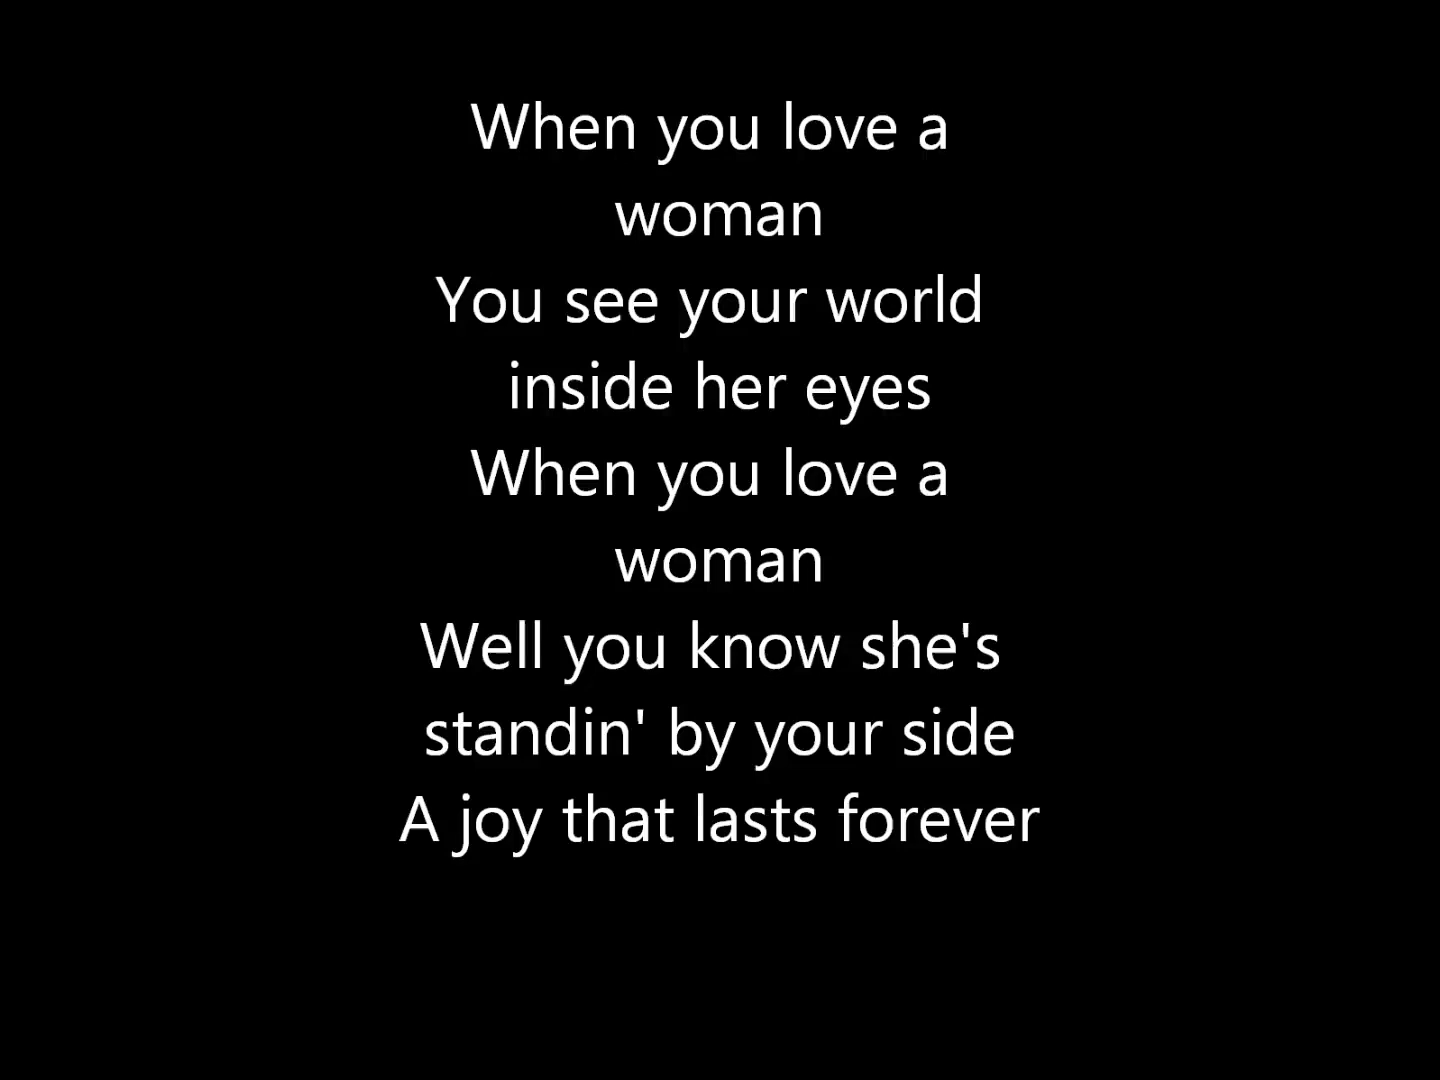 When you love a
woman
You see your world
inside her eyes
When you love a
woman
Well you know she's
standin' by your side
A joy that lasts forever